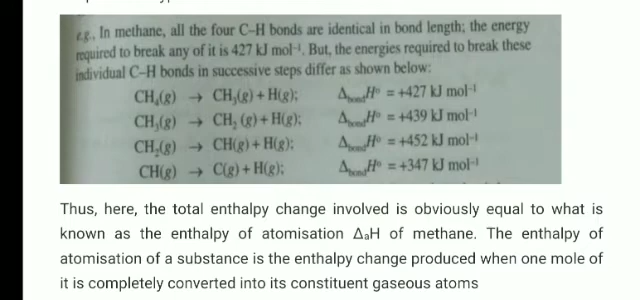 e.g., In methane, all the four C–H bonds are identical in bond length; the energy
required to break any of it is 427 kJ mol⁻¹. But, the energies required to break these
individual C–H bonds in successive steps differ as shown below:
CH₄(g) → CH₃(g) + H(g); Δbond H° = +427 kJ mol⁻¹
CH₃(g) → CH₂ (g) + H(g); Δbond H° = +439 kJ mol⁻¹
CH₂(g) → CH(g) + H(g); Δbond H° = +452 kJ mol⁻¹
CH(g) → C(g) + H(g); Δbond H° = +347 kJ mol⁻¹
Thus, here, the total enthalpy change involved is obviously equal to what is
known as the enthalpy of atomisation ΔₐH of methane. The enthalpy of
atomisation of a substance is the enthalpy change produced when one mole of
it is completely converted into its constituent gaseous atoms